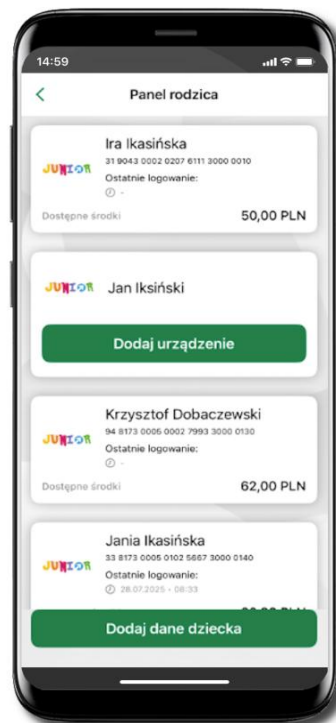 14:59
Panel rodzica
Ira Ikasińska
JUNIOR
31 9043 0002 0207 6111 3000 0010
Ostatnie logowanie:
-
Dostępne środki 50,00 PLN
JUNIOR Jan Iksiński
Dodaj urządzenie
Krzysztof Dobaczewski
JUNIOR
94 8173 0005 0002 7993 3000 0130
Ostatnie logowanie:
-
Dostępne środki 62,00 PLN
Jania Ikasińska
JUNIOR
33 8173 0005 0102 5667 3000 0140
Ostatnie logowanie:
28.07.2025 - 08:33
Dodaj dane dziecka